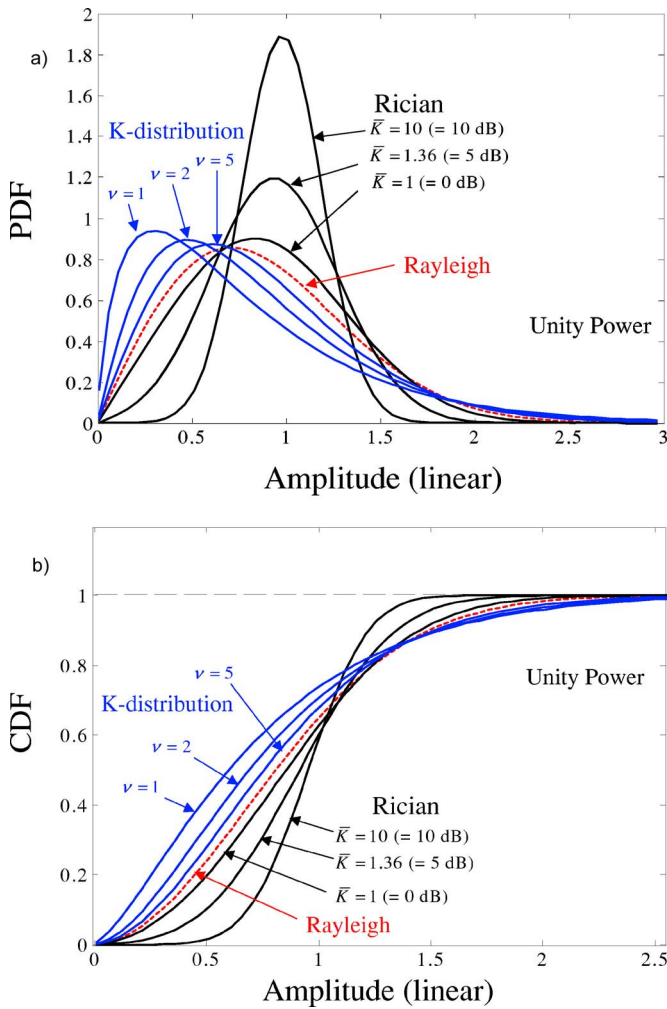 a)
2
1.8
1.6
1.4
1.2
1
0.8
0.6
0.4
0.2
0
PDF
Rician
K̅ = 10 (= 10 dB)
K̅ = 1.36 (= 5 dB)
K̅ = 1 (= 0 dB)
K-distribution
ν = 5
ν = 2
ν = 1
Rayleigh
Unity Power
0 0.5 1 1.5 2 2.5 3
Amplitude (linear)
b)
1
0.8
0.6
0.4
0.2
0
CDF
ν = 5
K-distribution
ν = 2
ν = 1
Unity Power
Rician
K̅ = 10 (= 10 dB)
K̅ = 1.36 (= 5 dB)
K̅ = 1 (= 0 dB)
Rayleigh
0 0.5 1 1.5 2 2.5
Amplitude (linear)